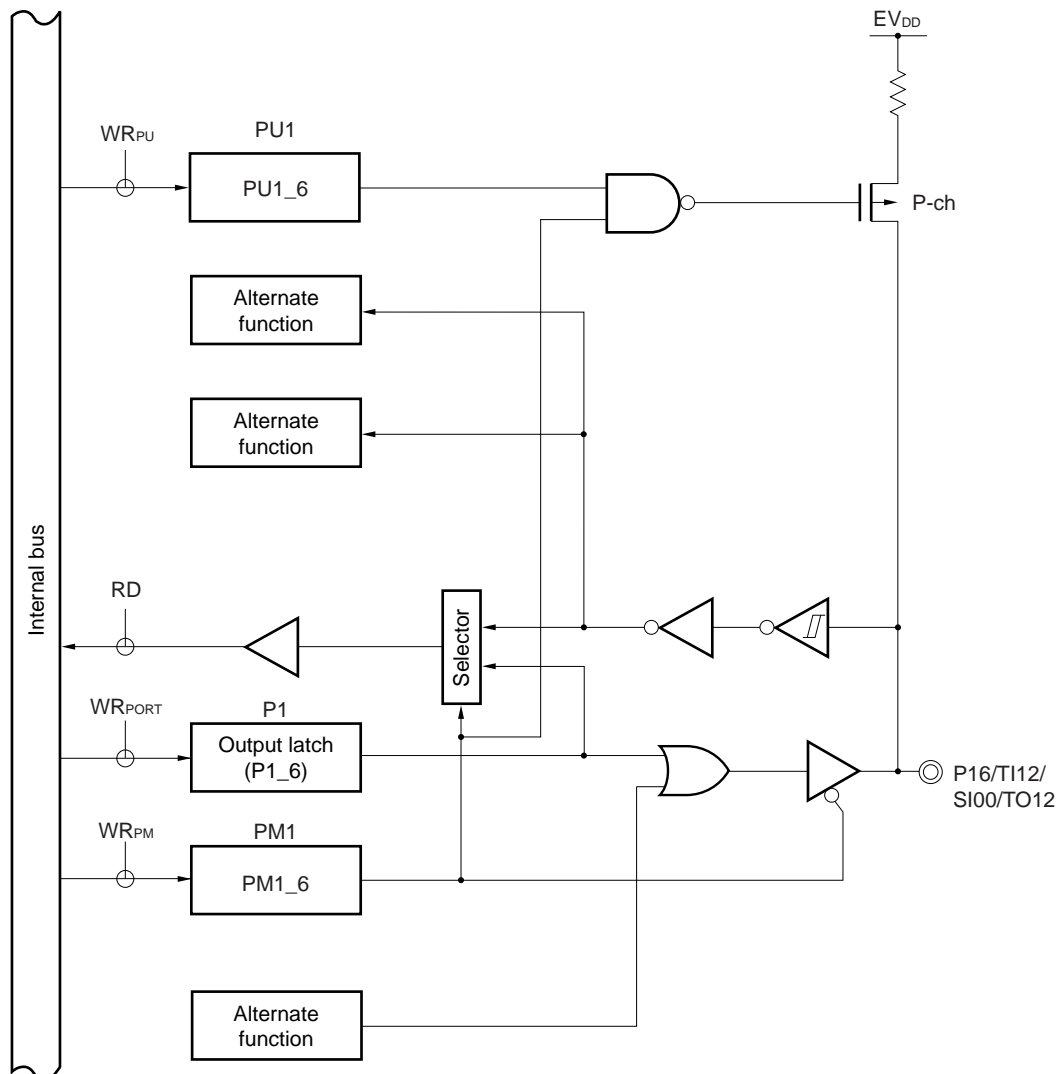 EVDD
WRPU
PU1
PU1_6
P-ch
Alternate
function
Alternate
function
Internal bus
RD
Selector
WRPORT
P1
Output latch
(P1_6)
P16/TI12/
SI00/TO12
WRPM
PM1
PM1_6
Alternate
function